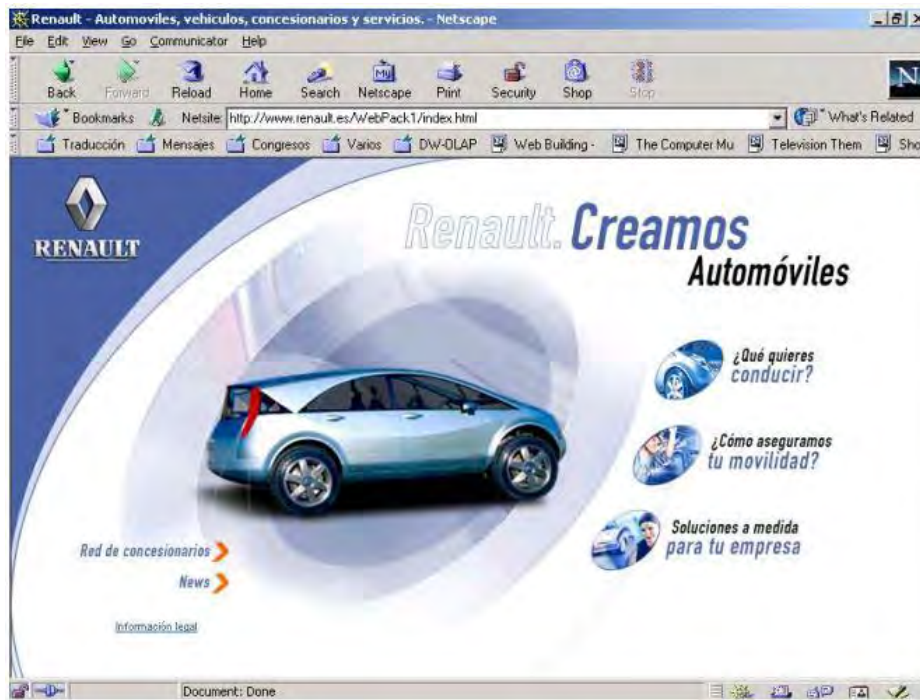 Renault - Automoviles, vehiculos, concesionarios y servicios. - Netscape
File Edit View Go Communicator Help
Back Forward Reload Home Search Netscape Print Security Shop Stop
Bookmarks Netsite: http://www.renault.es/WebPack1/index.html What's Related
Traducción Mensajes Congresos Varios DW-OLAP Web Building - The Computer Mu Television Them Sho
RENAULT
Renault. Creamos
Automóviles
¿Qué quieres
conducir?
¿Cómo aseguramos
tu movilidad?
Soluciones a medida
para tu empresa
Red de concesionarios
News
Información legal
Document: Done